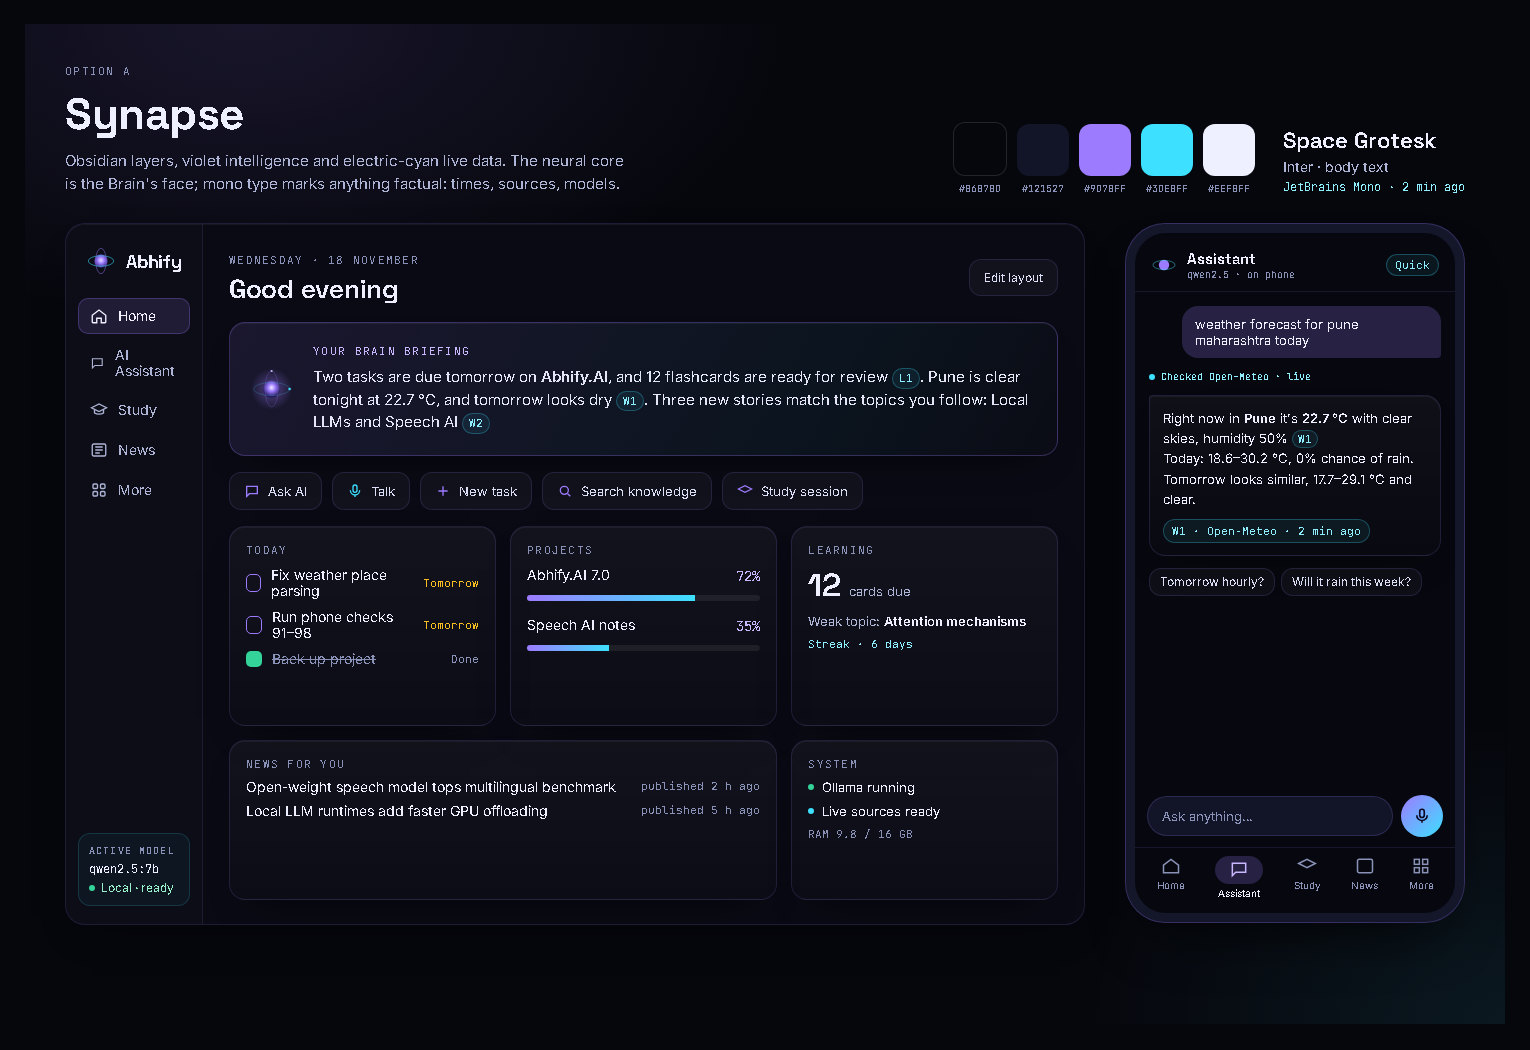 OPTION A
Synapse
Obsidian layers, violet intelligence and electric-cyan live data. The neural core
is the Brain's face; mono type marks anything factual: times, sources, models.
#06070D
#121527
#9D7BFF
#3DE0FF
#EEF0FF
Space Grotesk
Inter · body text
JetBrains Mono · 2 min ago
Abhify
Home
AI
Assistant
Study
News
More
ACTIVE MODEL
qwen2.5:7b
Local · ready
WEDNESDAY · 18 NOVEMBER
Good evening
Edit layout
YOUR BRAIN BRIEFING
Two tasks are due tomorrow on Abhify.AI, and 12 flashcards are ready for review L1. Pune is clear
tonight at 22.7 °C, and tomorrow looks dry W1. Three new stories match the topics you follow: Local
LLMs and Speech AI W2
Ask AI
Talk
New task
Search knowledge
Study session
TODAY
Fix weather place
parsing
Tomorrow
Run phone checks
91–98
Tomorrow
Back up project
Done
PROJECTS
Abhify.AI 7.0
72%
Speech AI notes
35%
LEARNING
12 cards due
Weak topic: Attention mechanisms
Streak · 6 days
NEWS FOR YOU
Open-weight speech model tops multilingual benchmark
published 2 h ago
Local LLM runtimes add faster GPU offloading
published 5 h ago
SYSTEM
Ollama running
Live sources ready
RAM 9.8 / 16 GB
Assistant
qwen2.5 · on phone
Quick
weather forecast for pune
maharashtra today
Checked Open-Meteo · live
Right now in Pune it's 22.7 °C with clear
skies, humidity 50% W1
Today: 18.6–30.2 °C, 0% chance of rain.
Tomorrow looks similar, 17.7–29.1 °C and
clear.
W1 · Open-Meteo · 2 min ago
Tomorrow hourly?
Will it rain this week?
Ask anything...
Home
Assistant
Study
News
More